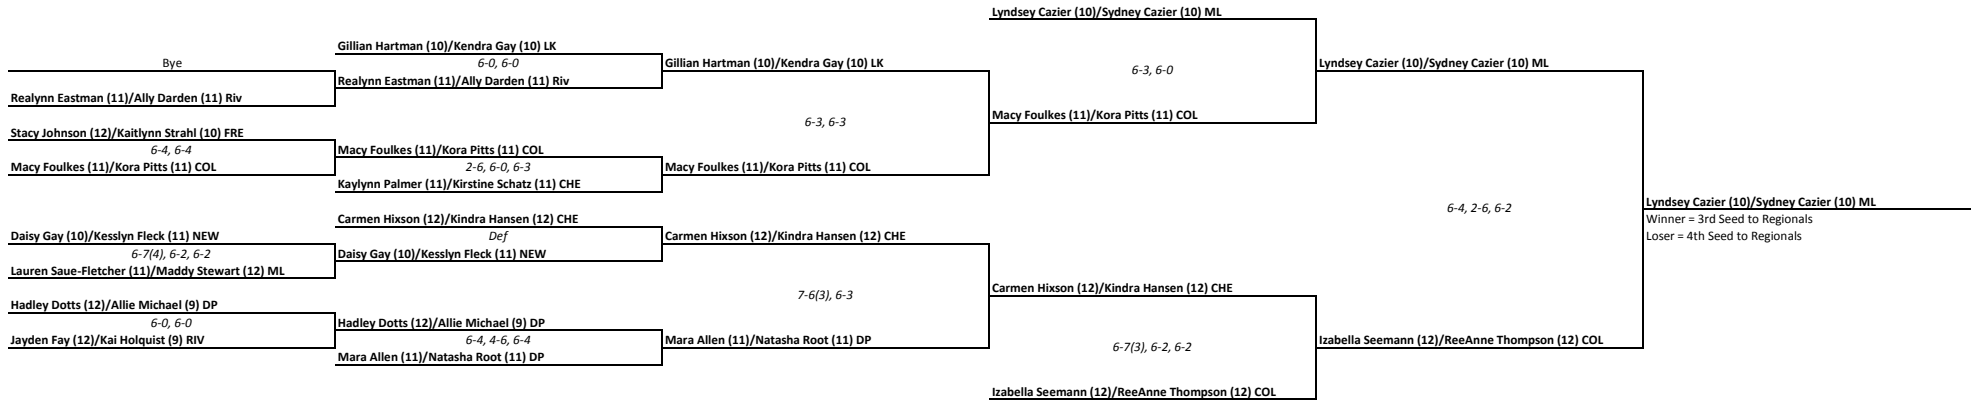 Lyndsey Cazier (10)/Sydney Cazier (10) ML
Gillian Hartman (10)/Kendra Gay (10) LK
Bye
6-0, 6-0
Gillian Hartman (10)/Kendra Gay (10) LK
6-3, 6-0
Lyndsey Cazier (10)/Sydney Cazier (10) ML
Realynn Eastman (11)/Ally Darden (11) Riv
Realynn Eastman (11)/Ally Darden (11) Riv
6-3, 6-3
Macy Foulkes (11)/Kora Pitts (11) COL
Stacy Johnson (12)/Kaitlynn Strahl (10) FRE
6-4, 6-4
Macy Foulkes (11)/Kora Pitts (11) COL
Macy Foulkes (11)/Kora Pitts (11) COL
2-6, 6-0, 6-3
Macy Foulkes (11)/Kora Pitts (11) COL
Kaylynn Palmer (11)/Kirstine Schatz (11) CHE
6-4, 2-6, 6-2
Lyndsey Cazier (10)/Sydney Cazier (10) ML
Carmen Hixson (12)/Kindra Hansen (12) CHE
Winner = 3rd Seed to Regionals
Daisy Gay (10)/Kesslyn Fleck (11) NEW
Def
Carmen Hixson (12)/Kindra Hansen (12) CHE
Loser = 4th Seed to Regionals
6-7(4), 6-2, 6-2
Daisy Gay (10)/Kesslyn Fleck (11) NEW
Lauren Saue-Fletcher (11)/Maddy Stewart (12) ML
7-6(3), 6-3
Carmen Hixson (12)/Kindra Hansen (12) CHE
Hadley Dotts (12)/Allie Michael (9) DP
6-0, 6-0
Hadley Dotts (12)/Allie Michael (9) DP
Jayden Fay (12)/Kai Holquist (9) RIV
6-4, 4-6, 6-4
Mara Allen (11)/Natasha Root (11) DP
6-7(3), 6-2, 6-2
Izabella Seemann (12)/ReeAnne Thompson (12) COL
Mara Allen (11)/Natasha Root (11) DP
Izabella Seemann (12)/ReeAnne Thompson (12) COL